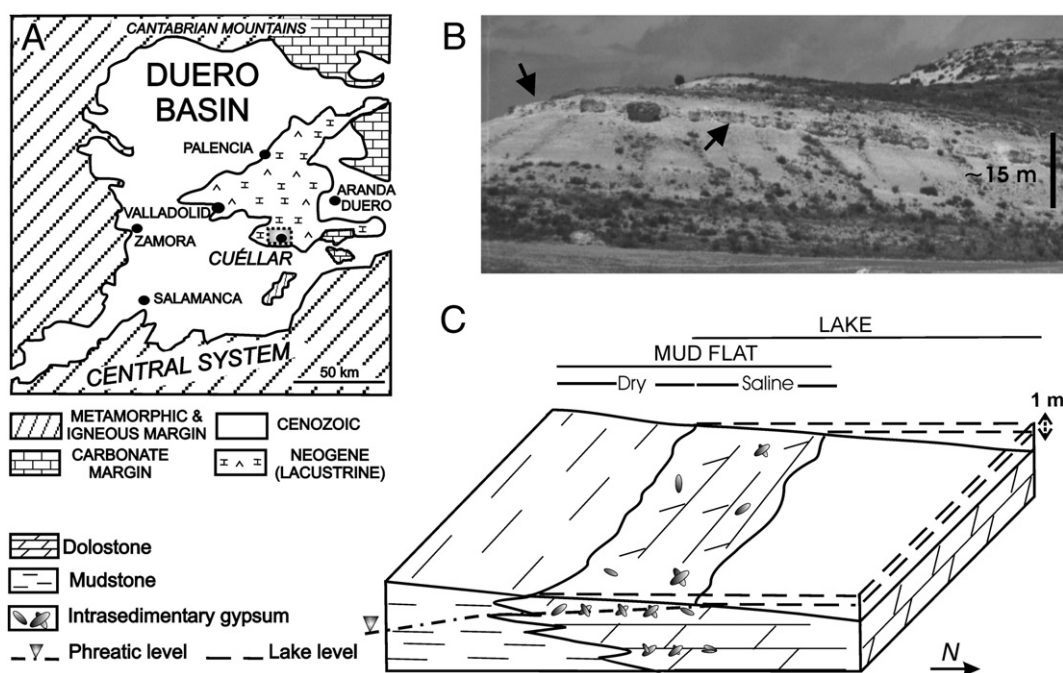 A
CANTABRIAN MOUNTAINS
DUERO
BASIN
PALENCIA
ARANDA
DUERO
VALLADOLID
ZAMORA
CUÉLLAR
SALAMANCA
CENTRAL SYSTEM
50 km
METAMORPHIC &
IGNEOUS MARGIN
CENOZOIC
CARBONATE
MARGIN
NEOGENE
(LACUSTRINE)
B
~15 m
C
LAKE
MUD FLAT
Dry
Saline
1 m
Dolostone
Mudstone
Intrasedimentary gypsum
Phreatic level
Lake level
N